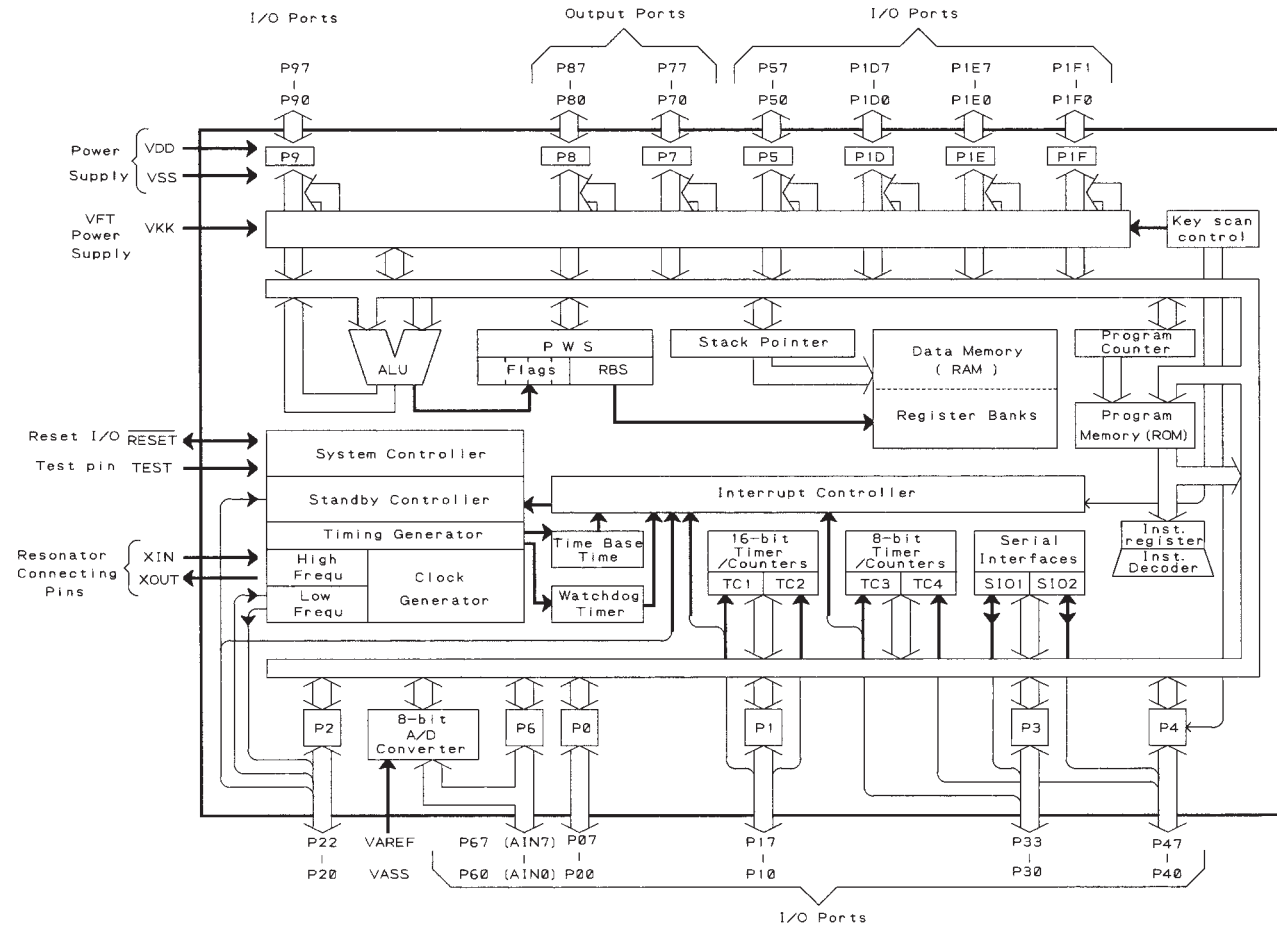 I/O Ports
Output Ports
I/O Ports
P97
P90
P87
P80
P77
P70
P57
P50
P1D7
P1D0
P1E7
P1E0
P1F1
P1F0
Power
Supply
VDD
VSS
P9
P8
P7
P5
P1D
P1E
P1F
VFT
Power
Supply
VKK
Key scan
control
ALU
PWS
Flags
RBS
Stack Pointer
Data Memory
( RAM )
Register Banks
Program
Counter
Program
Memory (ROM)
Reset I/O RESET
Test pin TEST
System Controller
Standby Controller
Timing Generator
Interrupt Controller
Resonator
Connecting
Pins
XIN
XOUT
High
Frequ
Low
Frequ
Clock
Generator
Time Base
Time
Watchdog
Timer
16-bit
Timer
/Counters
TC1
TC2
8-bit
Timer
/Counters
TC3
TC4
Serial
Interfaces
SIO1
SIO2
Inst.
register
Inst.
Decoder
P2
8-bit
A/D
Converter
P6
P0
P1
P3
P4
P22
P20
VAREF
VASS
P67 (AIN7)
P60 (AIN0)
P07
P00
P17
P10
P33
P30
P47
P40
I/O Ports